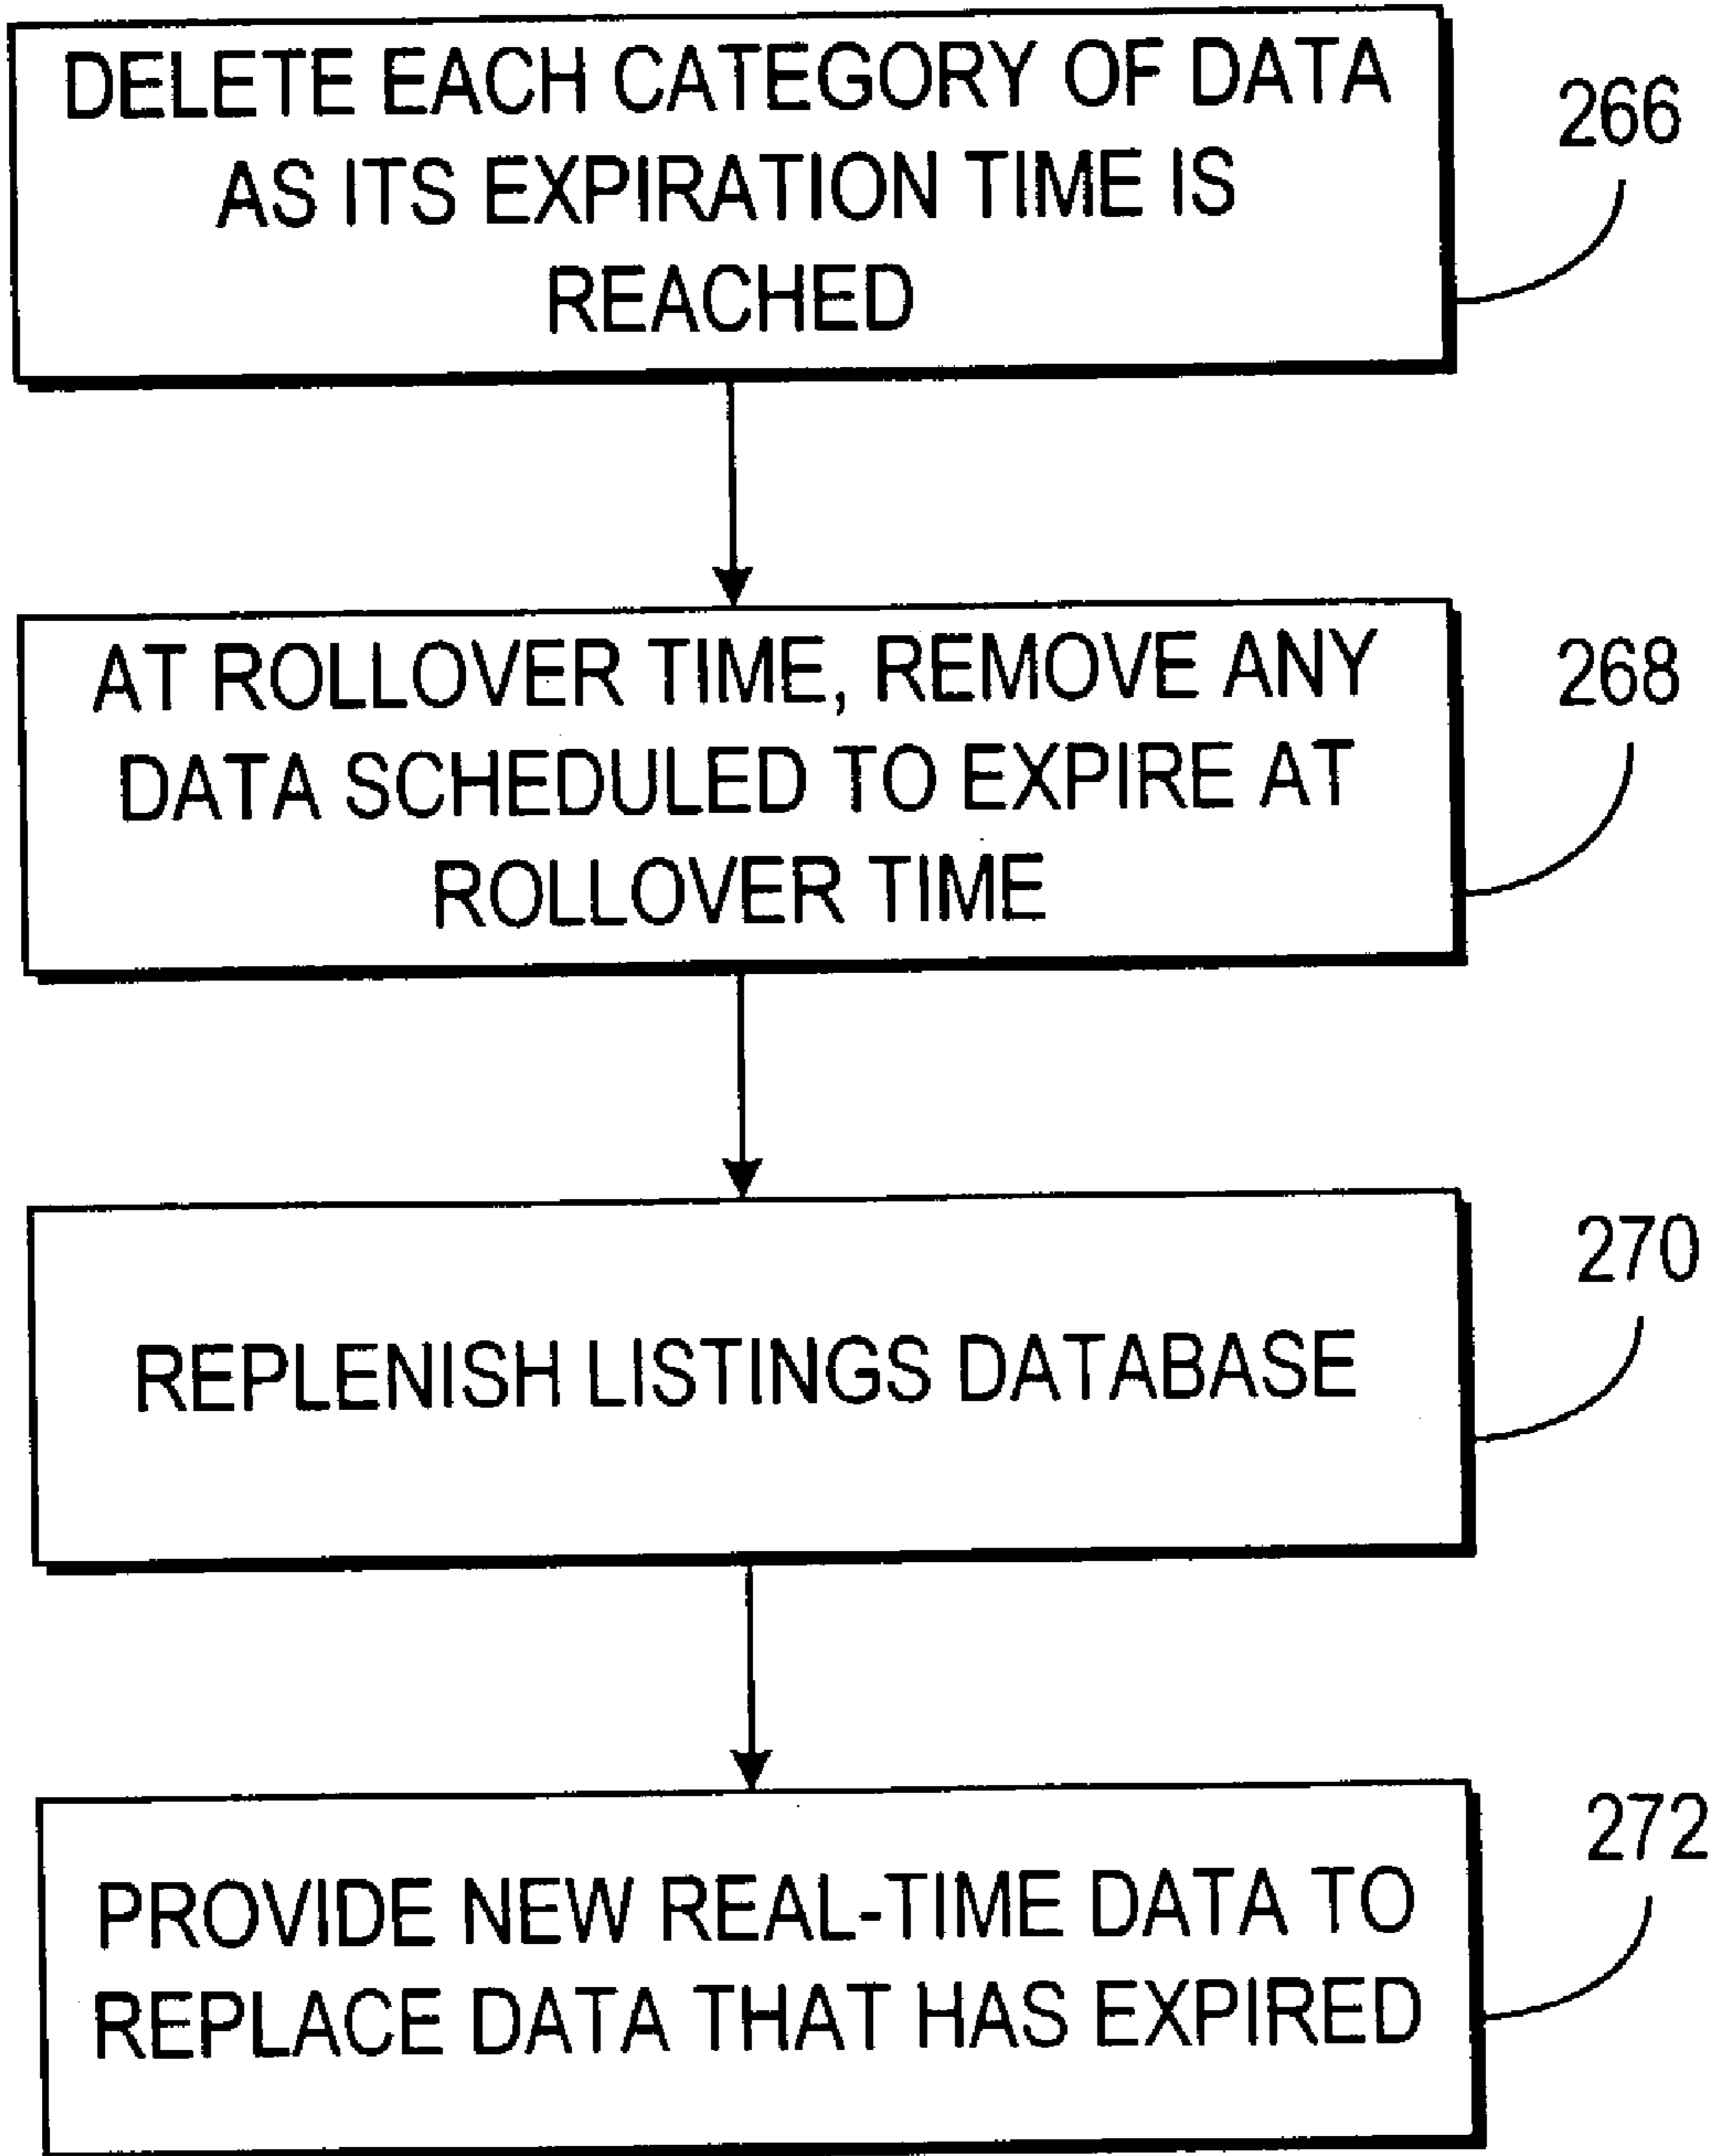 DELETE EACH CATEGORY OF DATA
AS ITS EXPIRATION TIME IS
REACHED
266
AT ROLLOVER TIME, REMOVE ANY
DATA SCHEDULED TO EXPIRE AT
ROLLOVER TIME
268
REPLENISH LISTINGS DATABASE
270
PROVIDE NEW REAL-TIME DATA TO
REPLACE DATA THAT HAS EXPIRED
272